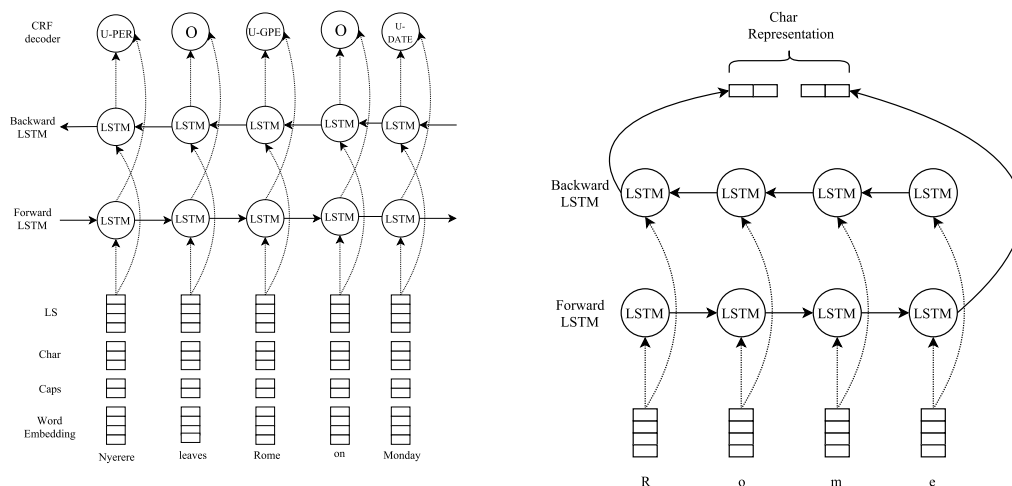 CRF
decoder
U-PER
O
U-GPE
O
U-
DATE
Backward
LSTM
LSTM
LSTM
LSTM
LSTM
LSTM
Forward
LSTM
LSTM
LSTM
LSTM
LSTM
LSTM
LS
Char
Caps
Word
Embedding
Nyerere
leaves
Rome
on
Monday
Char
Representation
Backward
LSTM
LSTM
LSTM
LSTM
LSTM
Forward
LSTM
LSTM
LSTM
LSTM
LSTM
R
o
m
e